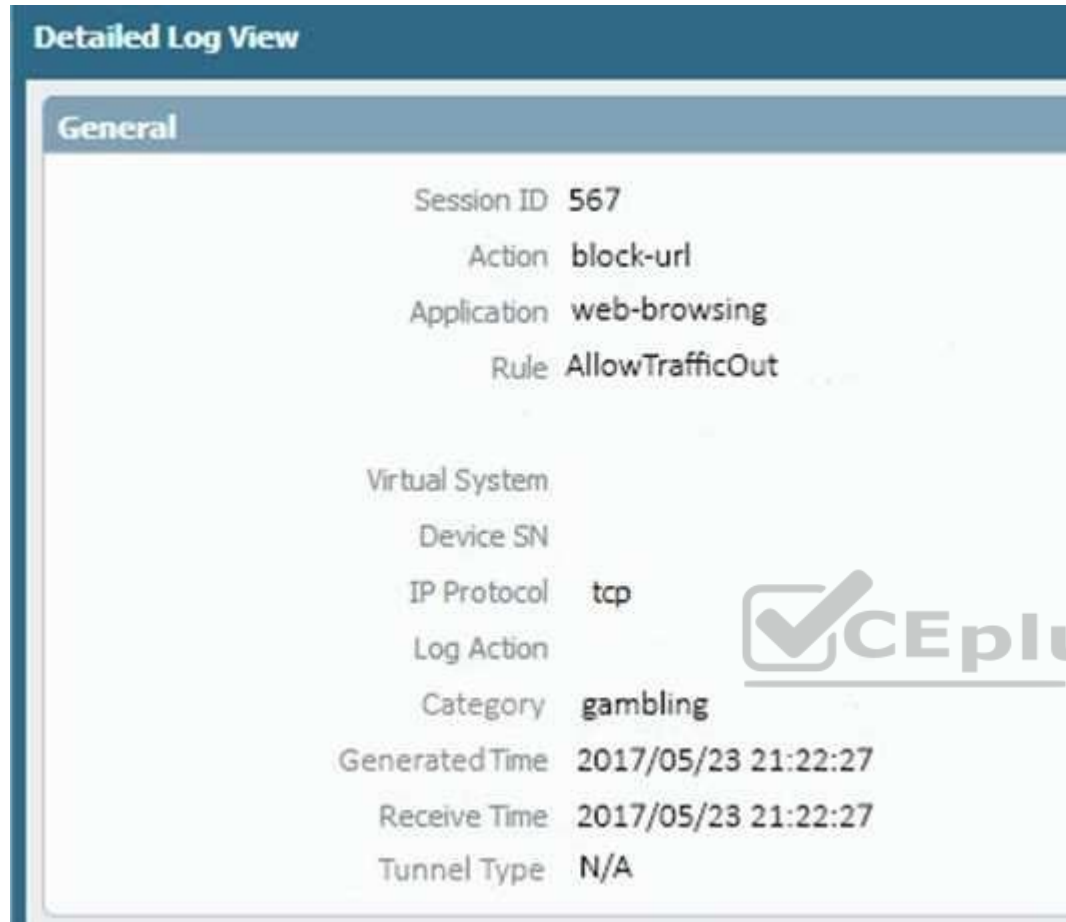 Detailed Log View
General
Session ID 567
Action block-url
Application web-browsing
Rule AllowTrafficOut
Virtual System
Device SN
IP Protocol tcp
Log Action
Category gambling
Generated Time 2017/05/23 21:22:27
Receive Time 2017/05/23 21:22:27
Tunnel Type N/A
CEplu